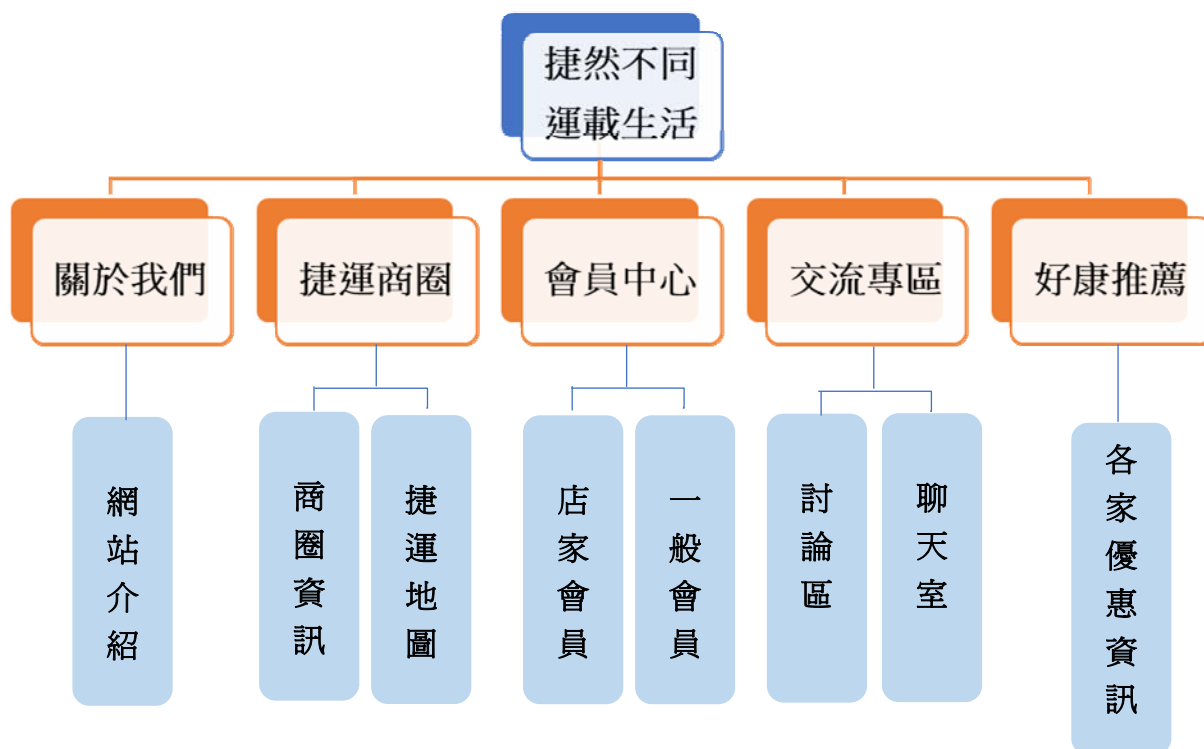 捷然不同
運載生活
關於我們
捷運商圈
會員中心
交流專區
好康推薦
網站介紹
商圈資訊
捷運地圖
店家會員
一般會員
討論區
聊天室
各家優惠資訊